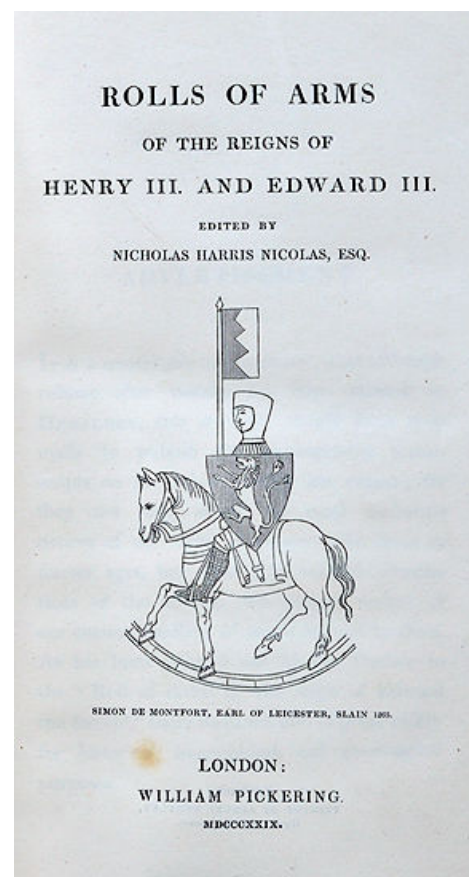 ROLLS OF ARMS
OF THE REIGNS OF
HENRY III. AND EDWARD III.
EDITED BY
NICHOLAS HARRIS NICOLAS, ESQ.
SIMON DE MONTFORT, EARL OF LEICESTER, SLAIN 1265.
LONDON:
WILLIAM PICKERING.
MDCCCXXIX.